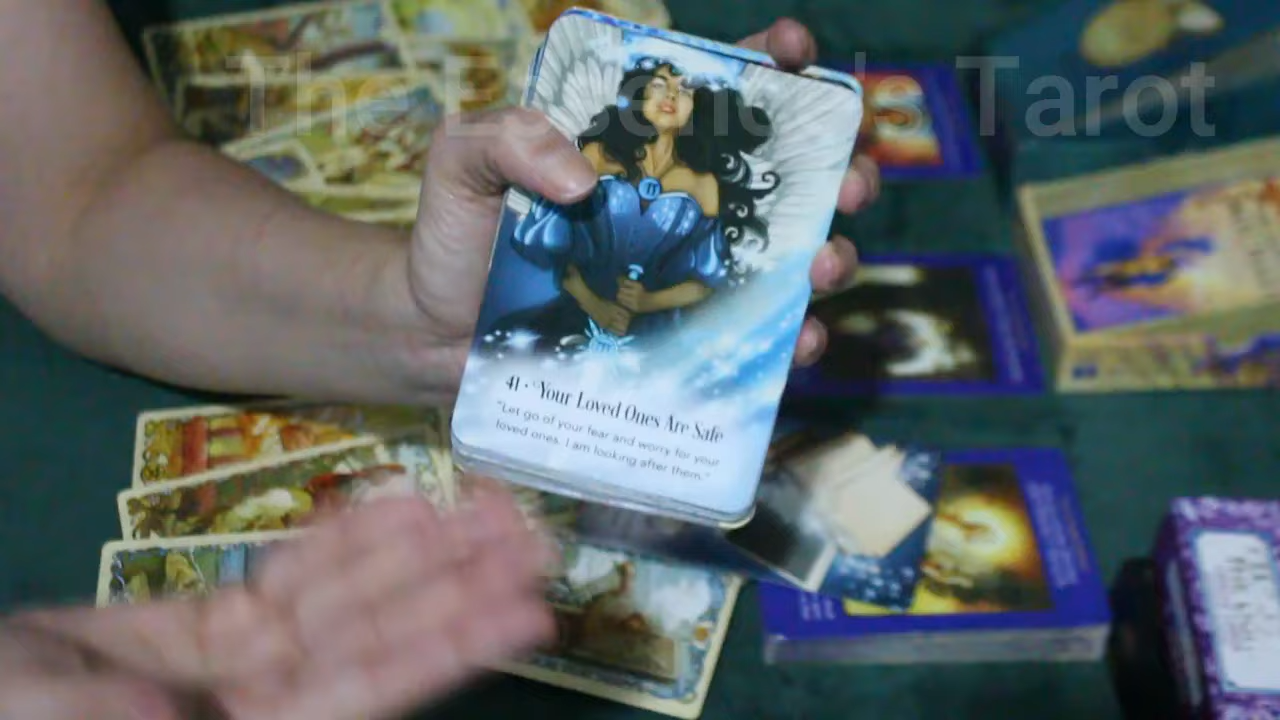 The Essence's Tarot
41 · Your Loved Ones Are Safe
"Let go of your fear and worry for your
loved ones. I am looking after them."